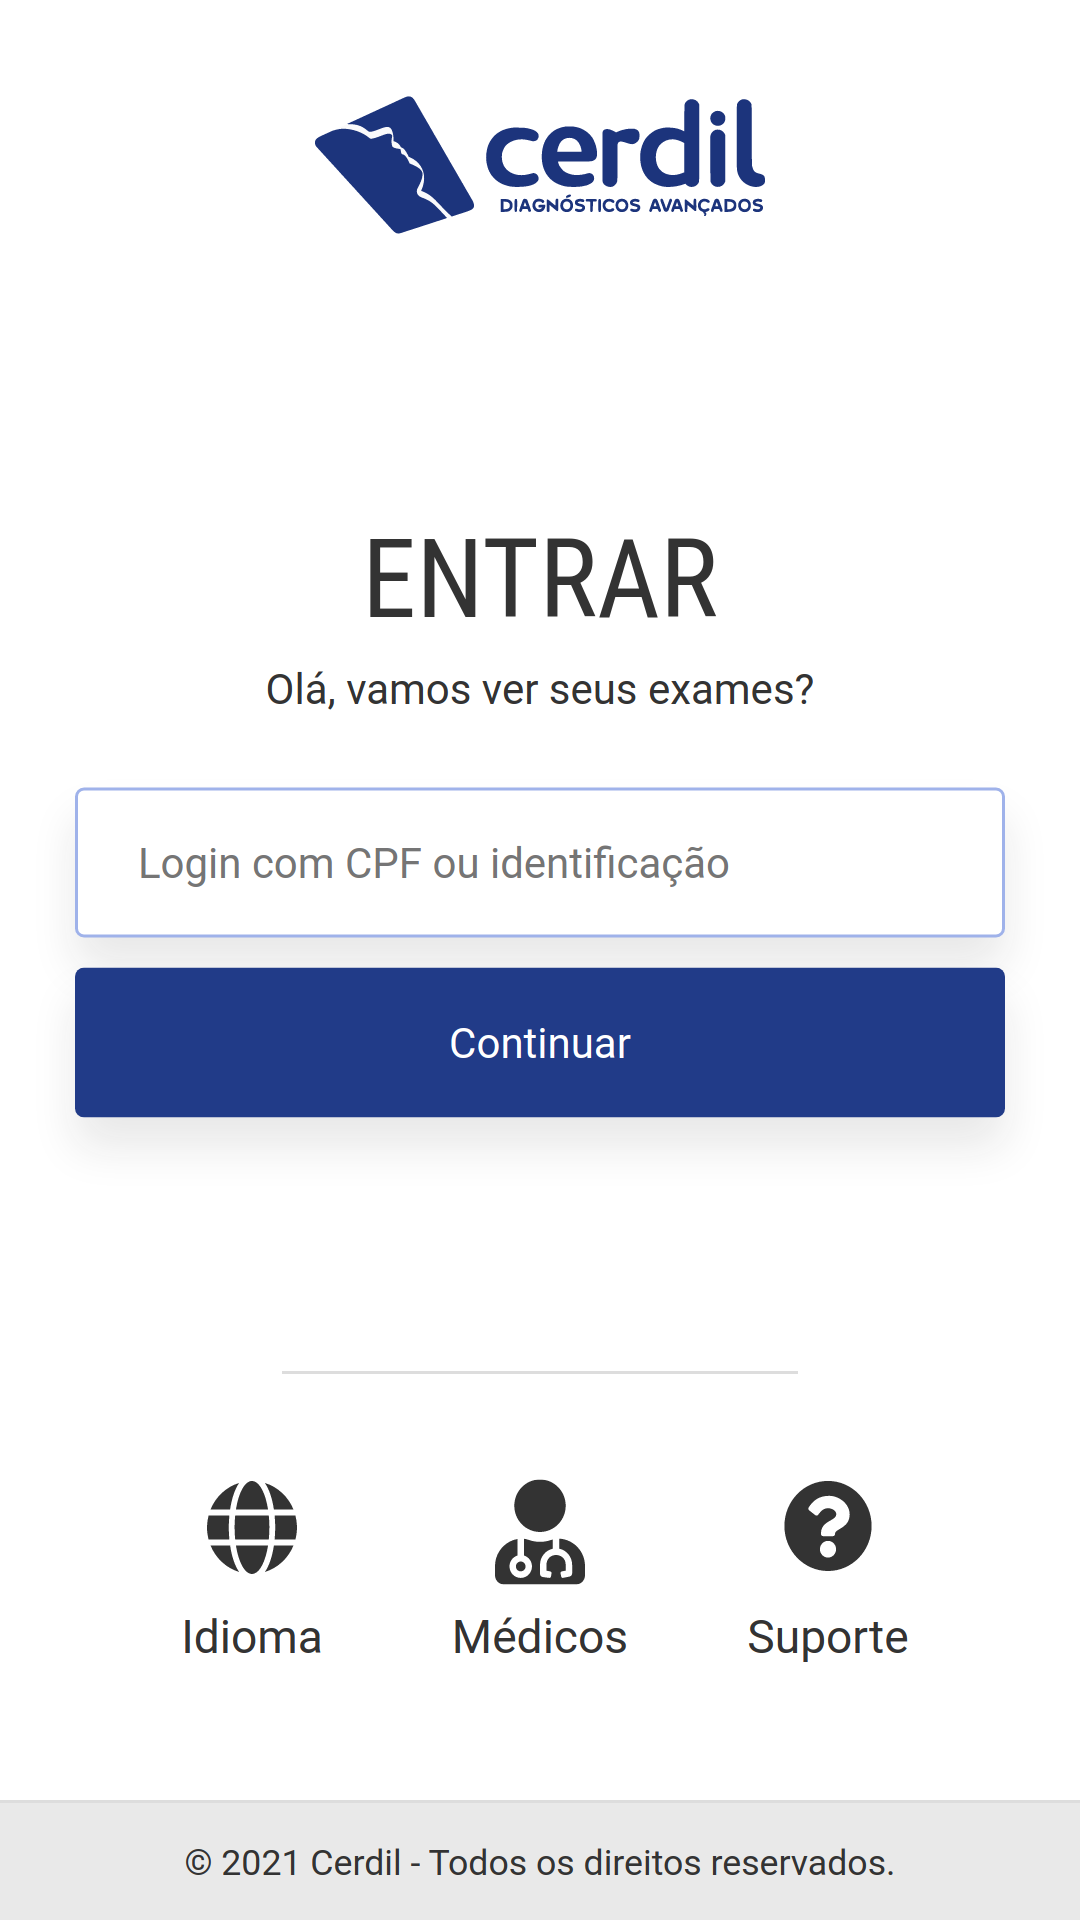 cerdil
DIAGNÓSTICOS AVANÇADOS
ENTRAR
Olá, vamos ver seus exames?
Login com CPF ou identificação
Continuar
Idioma Médicos Suporte
© 2021 Cerdil - Todos os direitos reservados.